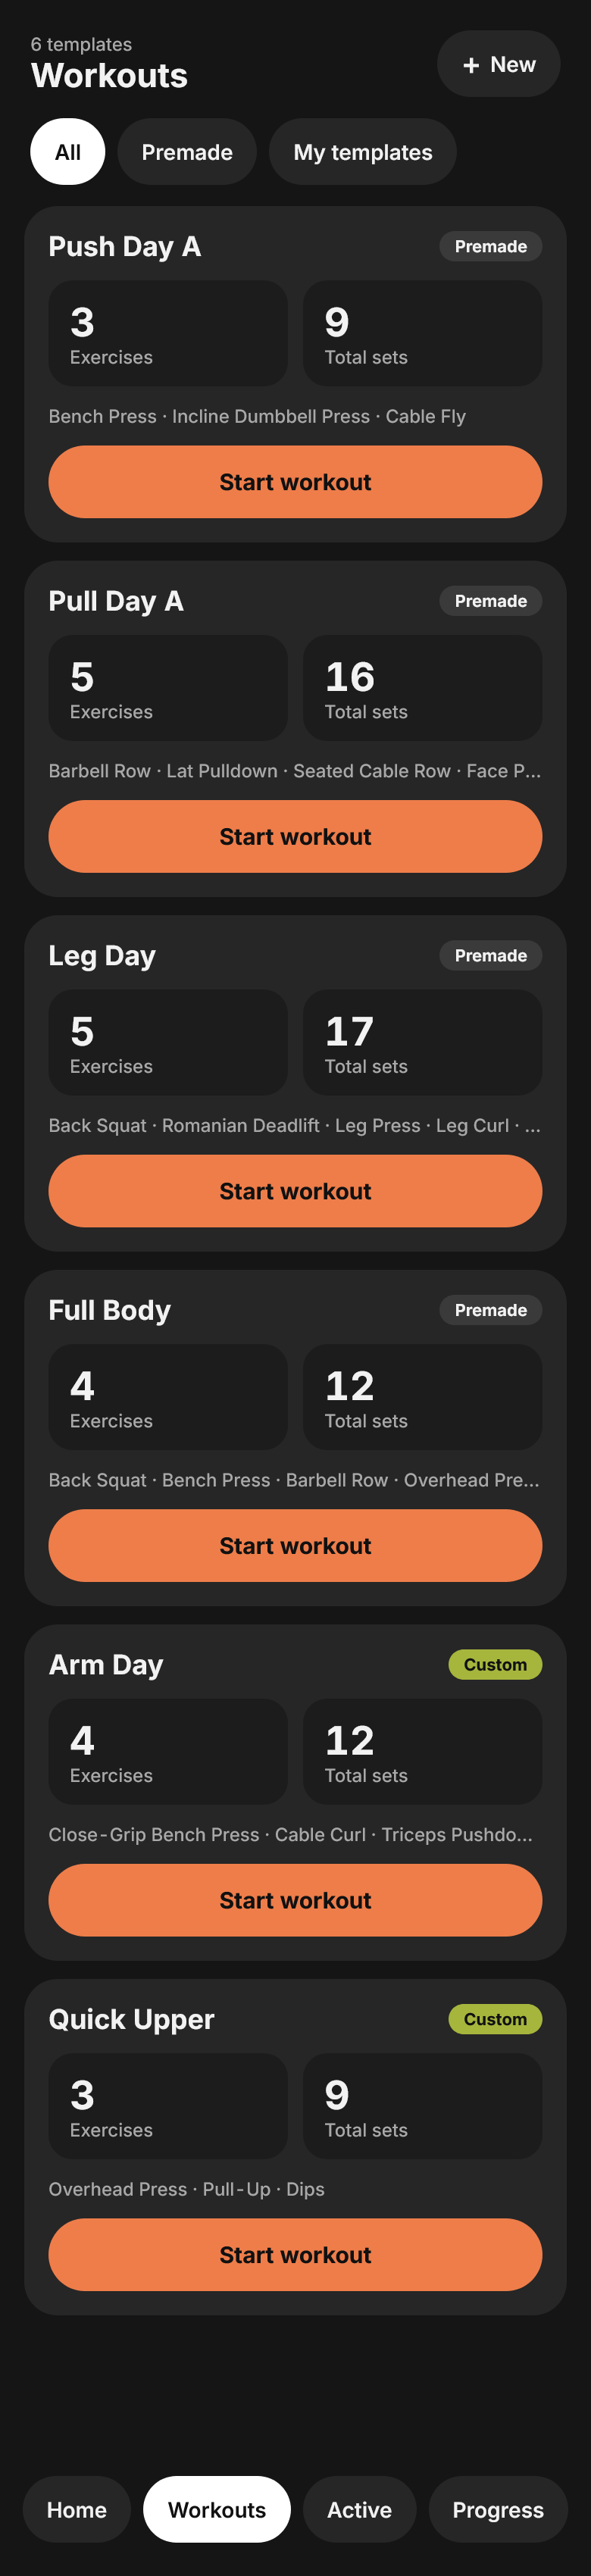 6 templates
Workouts
+ New
All
Premade
My templates
Push Day A
Premade
3
Exercises
9
Total sets
Bench Press · Incline Dumbbell Press · Cable Fly
Start workout
Pull Day A
Premade
5
Exercises
16
Total sets
Barbell Row · Lat Pulldown · Seated Cable Row · Face P...
Start workout
Leg Day
Premade
5
Exercises
17
Total sets
Back Squat · Romanian Deadlift · Leg Press · Leg Curl · ...
Start workout
Full Body
Premade
4
Exercises
12
Total sets
Back Squat · Bench Press · Barbell Row · Overhead Pre...
Start workout
Arm Day
Custom
4
Exercises
12
Total sets
Close-Grip Bench Press · Cable Curl · Triceps Pushdo...
Start workout
Quick Upper
Custom
3
Exercises
9
Total sets
Overhead Press · Pull-Up · Dips
Start workout
Home
Workouts
Active
Progress